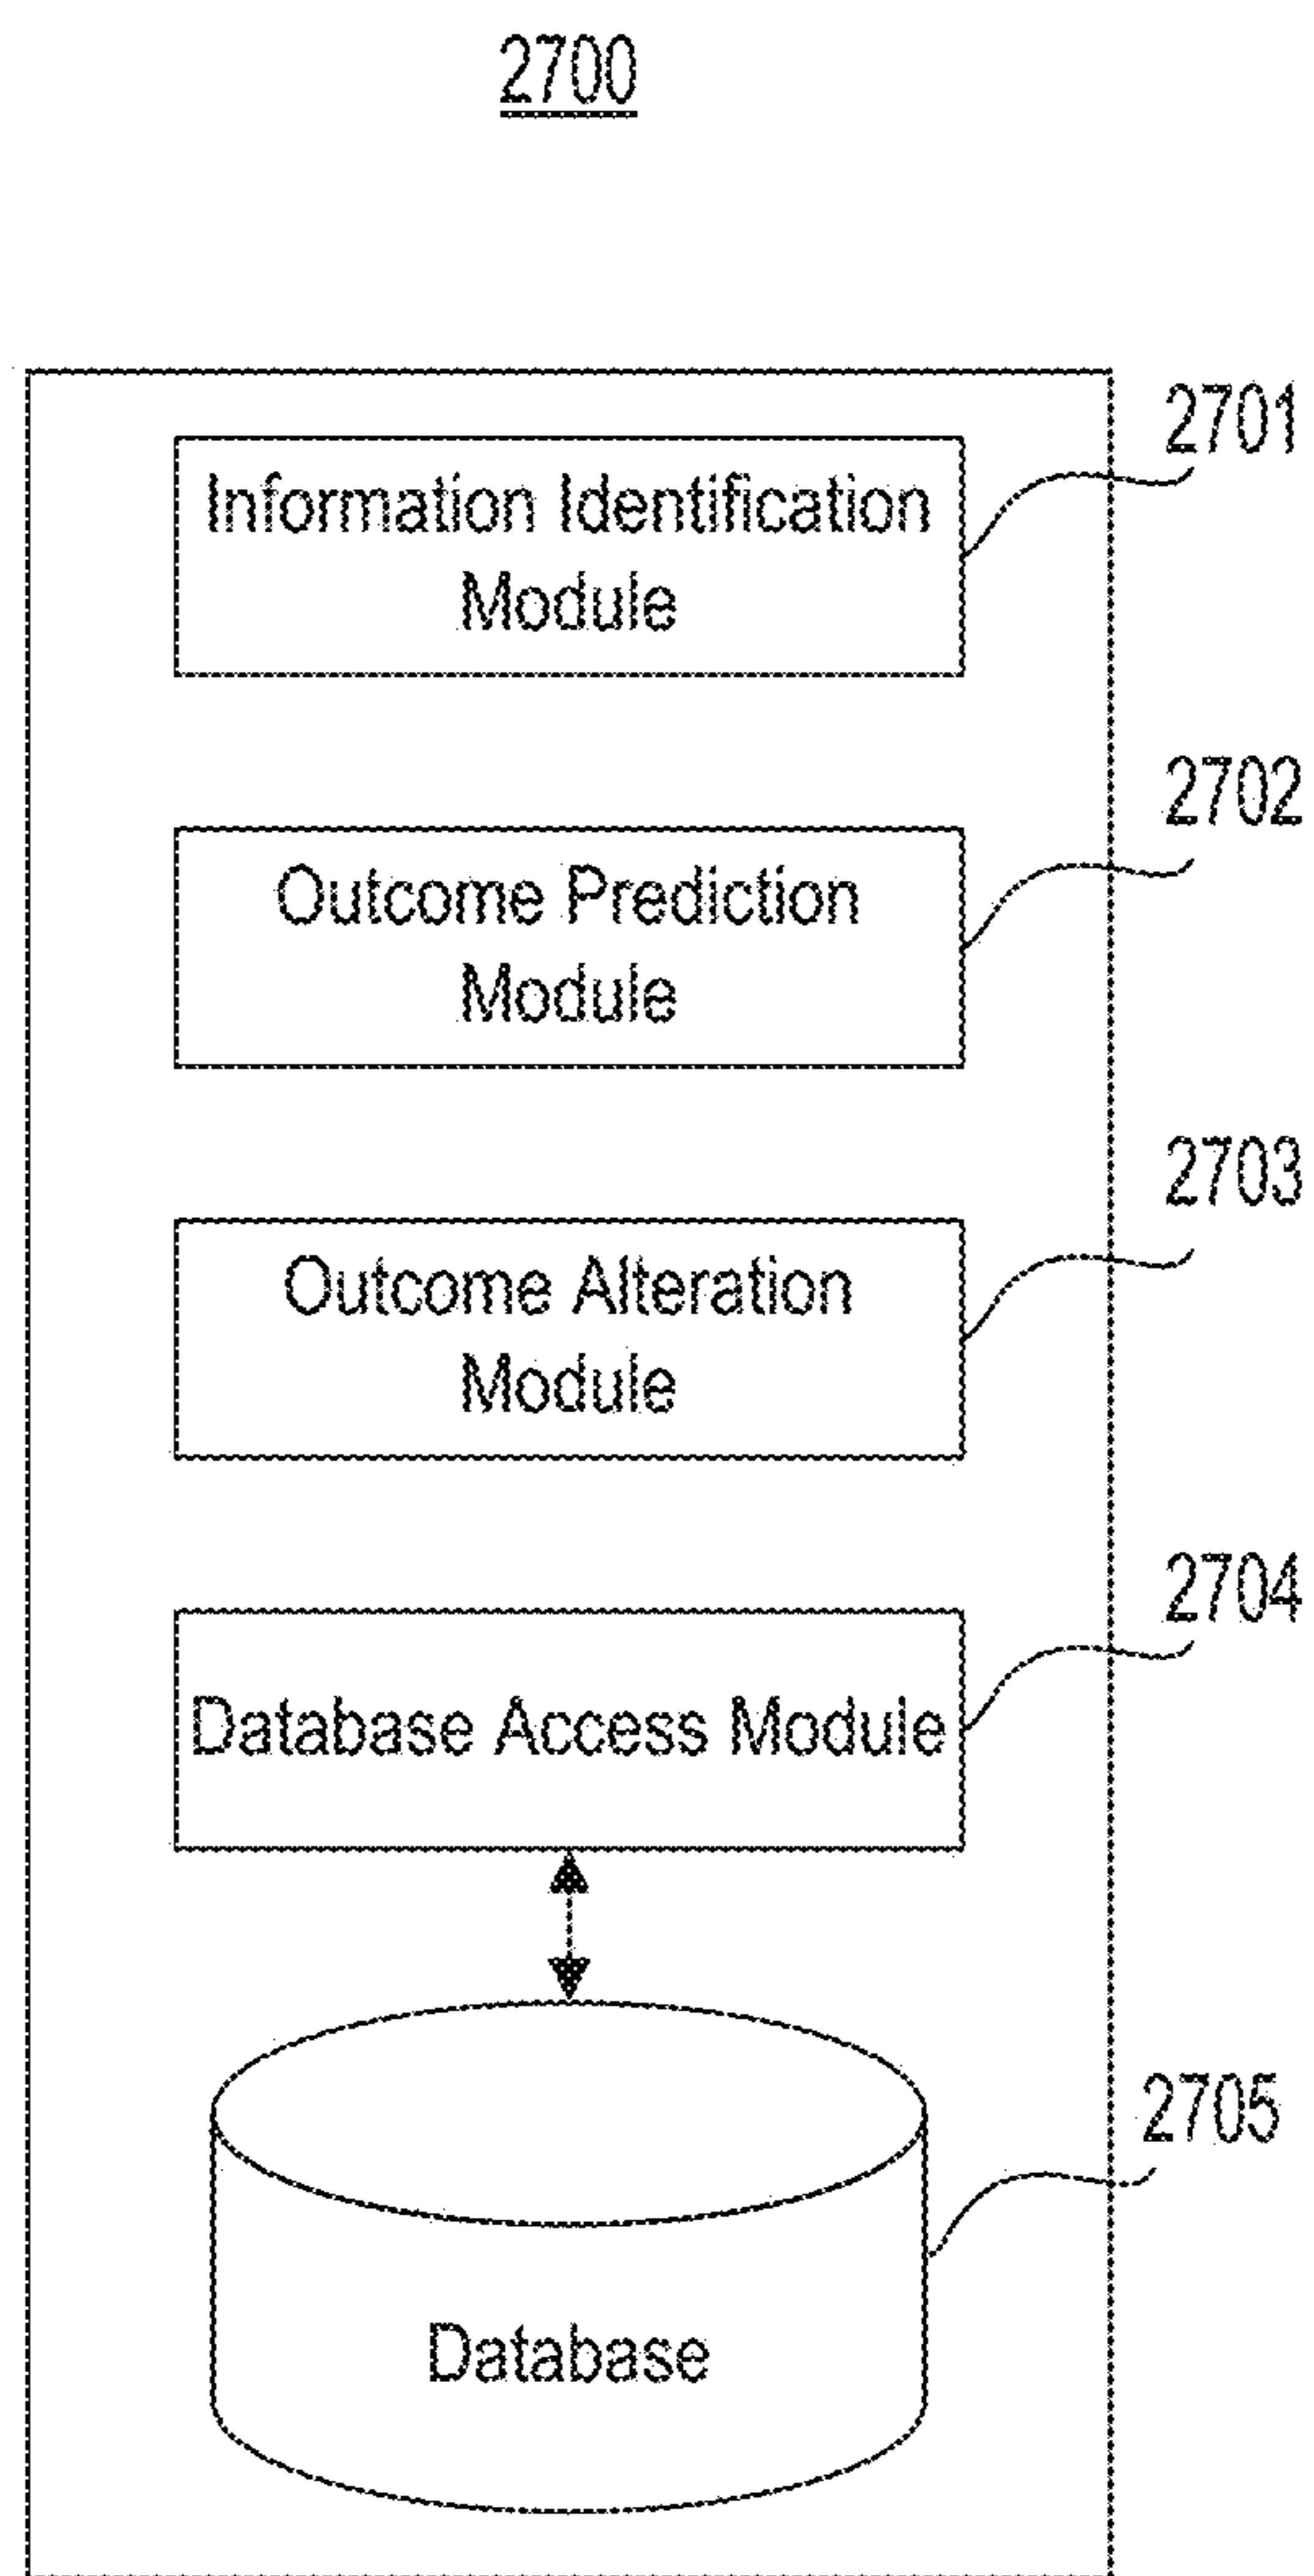 2700
2701
Information Identification
Module
2702
Outcome Prediction
Module
2703
Outcome Alteration
Module
2704
Database Access Module
2705
Database